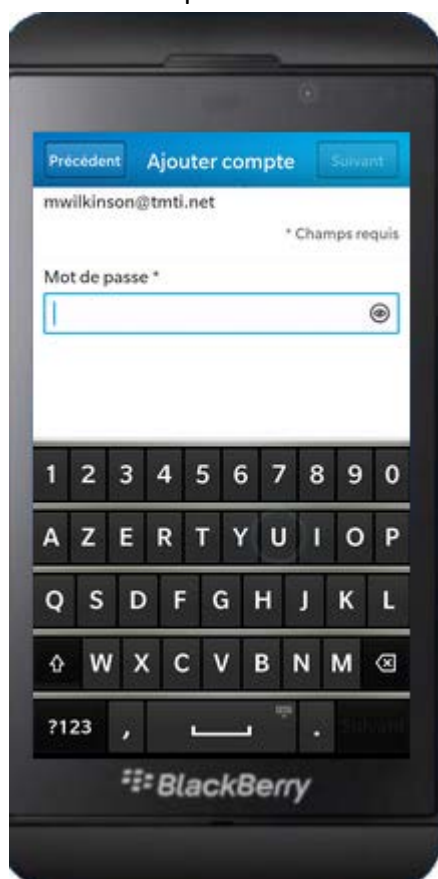 Précédent Ajouter compte Suivant
mwilkinson@tmti.net
* Champs requis
Mot de passe *
1 2 3 4 5 6 7 8 9 0
A Z E R T Y U I O P
Q S D F G H J K L
W X C V B N M
?123 , . Suivant
BlackBerry